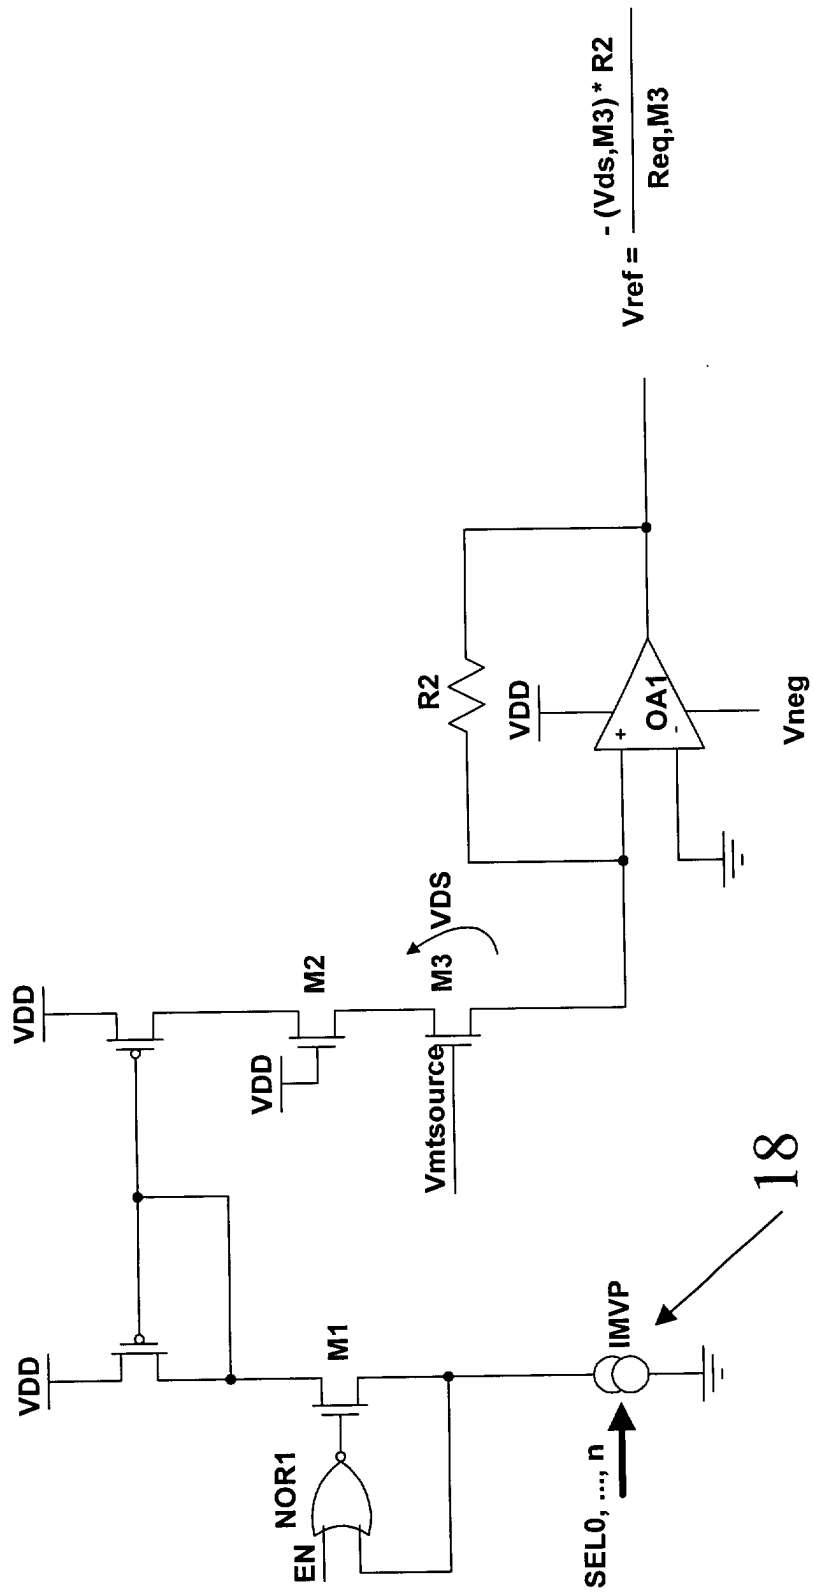 VDD
VDD
M2
VDD
M3
VDS
Vmtsource
R2
VDD
+
OA1
-
Vneg
Vref = - (Vds,M3) * R2
Req,M3
M1
NOR1
EN
IMVP
SEL0, ..., n
18